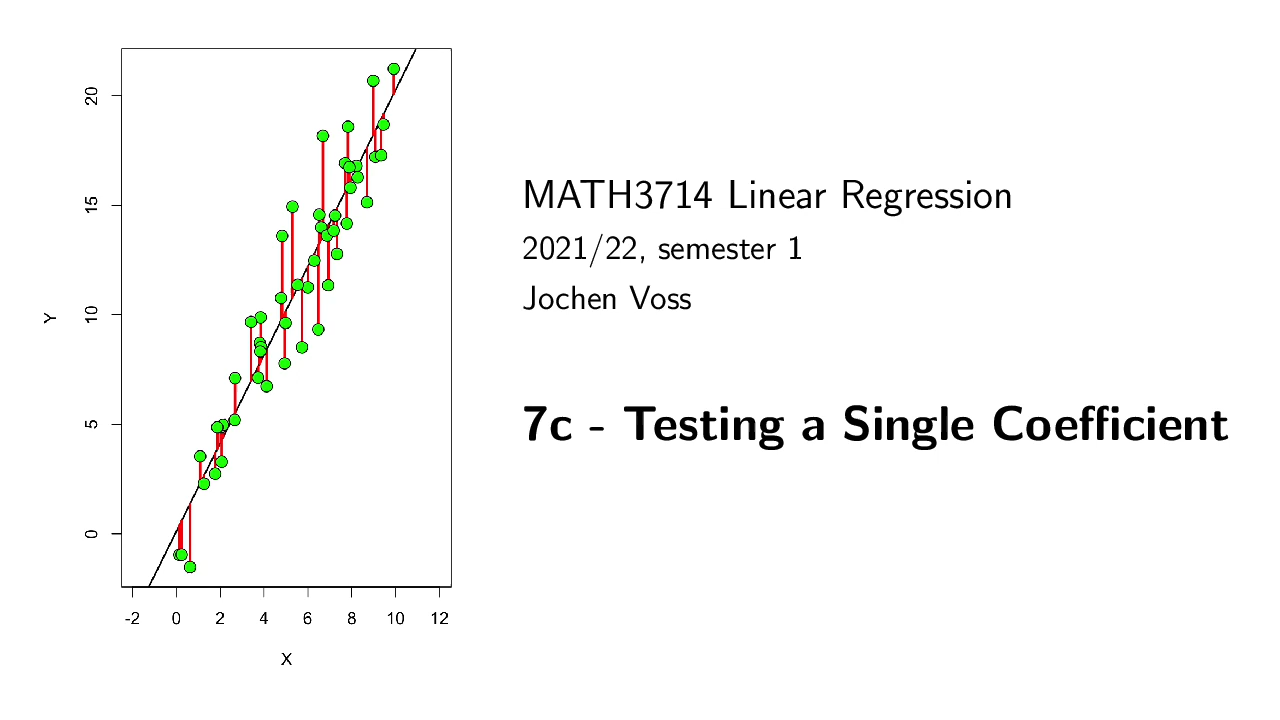 MATH3714 Linear Regression
2021/22, semester 1
Jochen Voss
7c - Testing a Single Coefficient
Y
20
15
10
5
0
-2 0 2 4 6 8 10 12
X